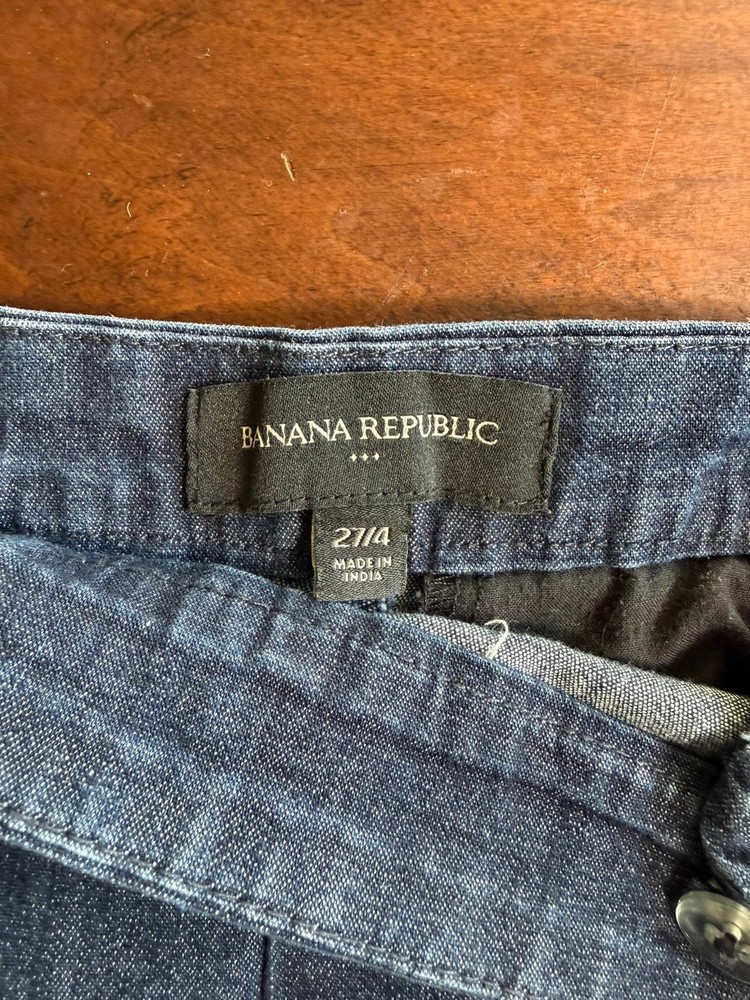 BANANA REPUBLIC
27/4
MADE IN
INDIA